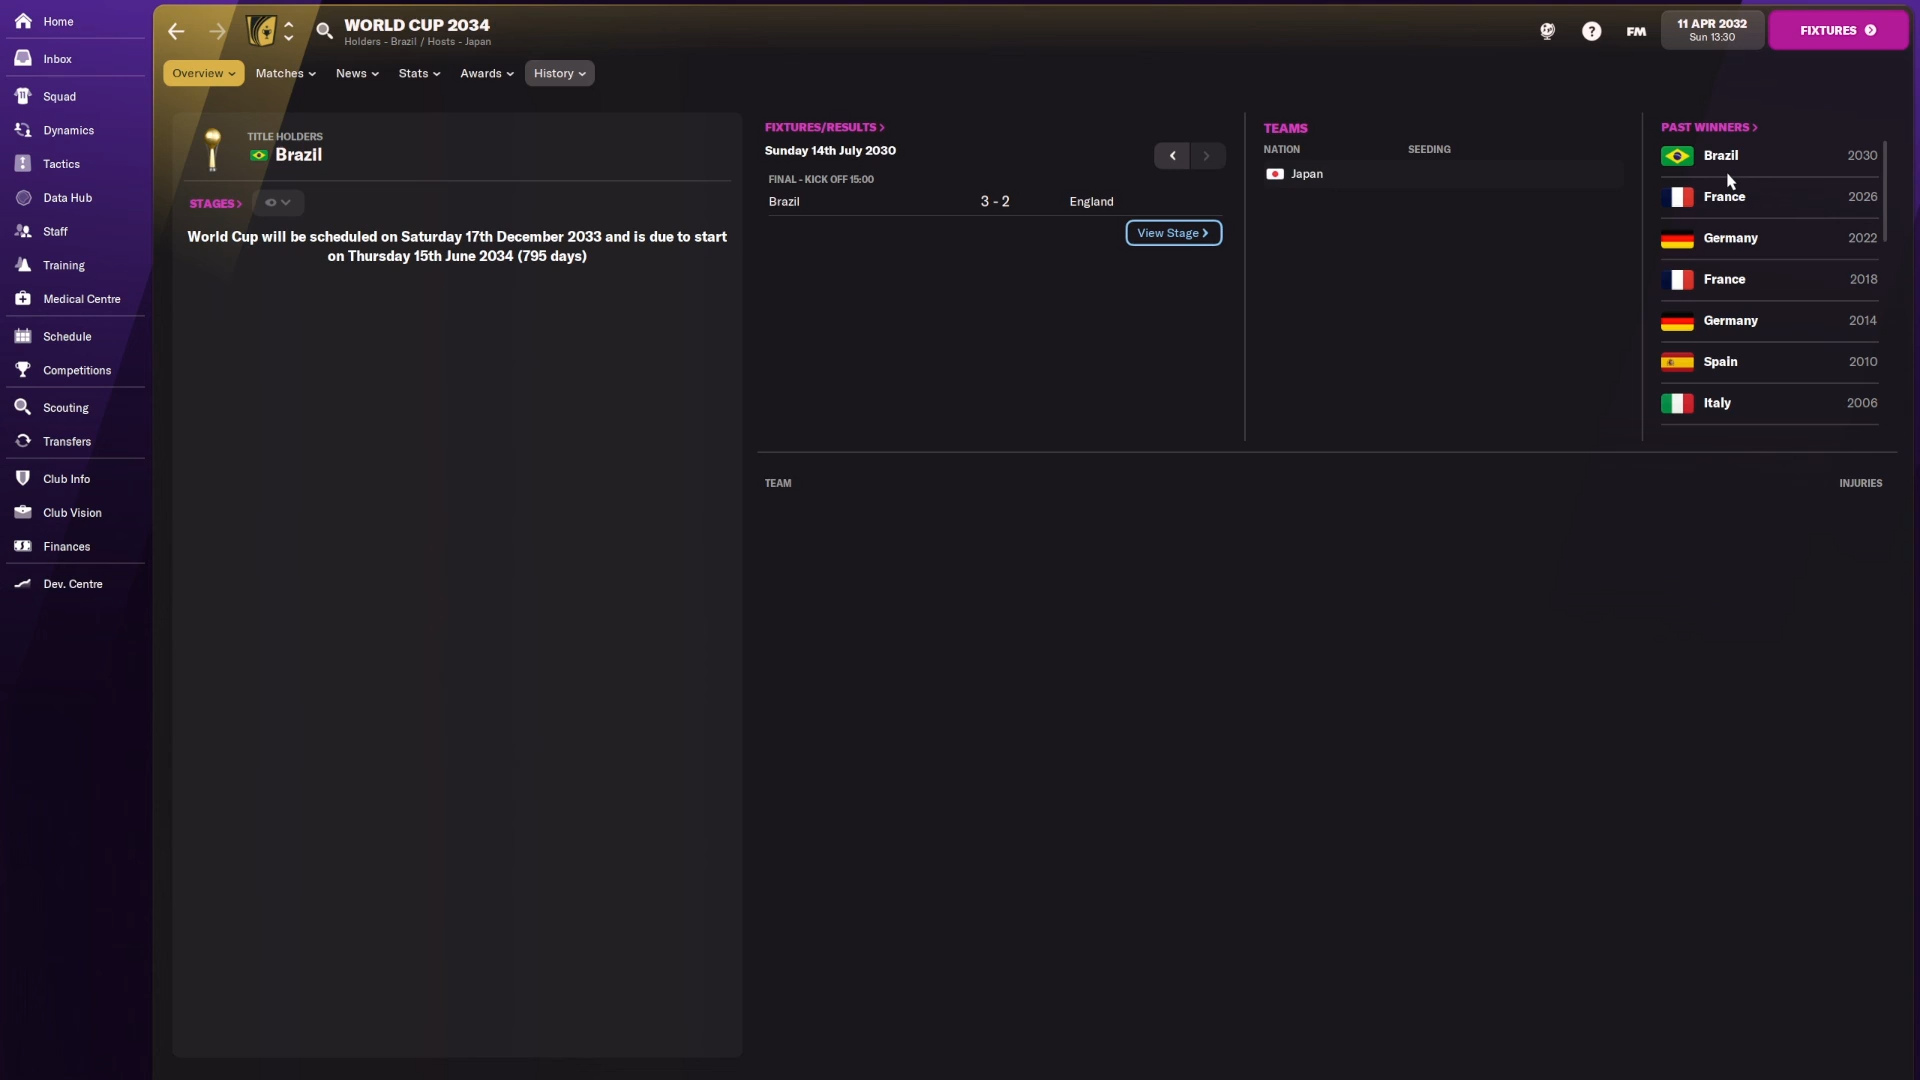 Home
Inbox
Squad
Dynamics
Tactics
Data Hub
Staff
Training
Medical Centre
Schedule
Competitions
Scouting
Transfers
Club Info
Club Vision
Finances
Dev. Centre
WORLD CUP 2034
Holders - Brazil / Hosts - Japan
FM
11 APR 2032
Sun 13:30
FIXTURES
Overview
Matches
News
Stats
Awards
History
TITLE HOLDERS
Brazil
STAGES
World Cup will be scheduled on Saturday 17th December 2033 and is due to start
on Thursday 15th June 2034 (795 days)
FIXTURES/RESULTS
Sunday 14th July 2030
FINAL - KICK OFF 15:00
Brazil 3 - 2 England
View Stage
TEAMS
NATION SEEDING
Japan
PAST WINNERS
Brazil 2030
France 2026
Germany 2022
France 2018
Germany 2014
Spain 2010
Italy 2006
TEAM INJURIES